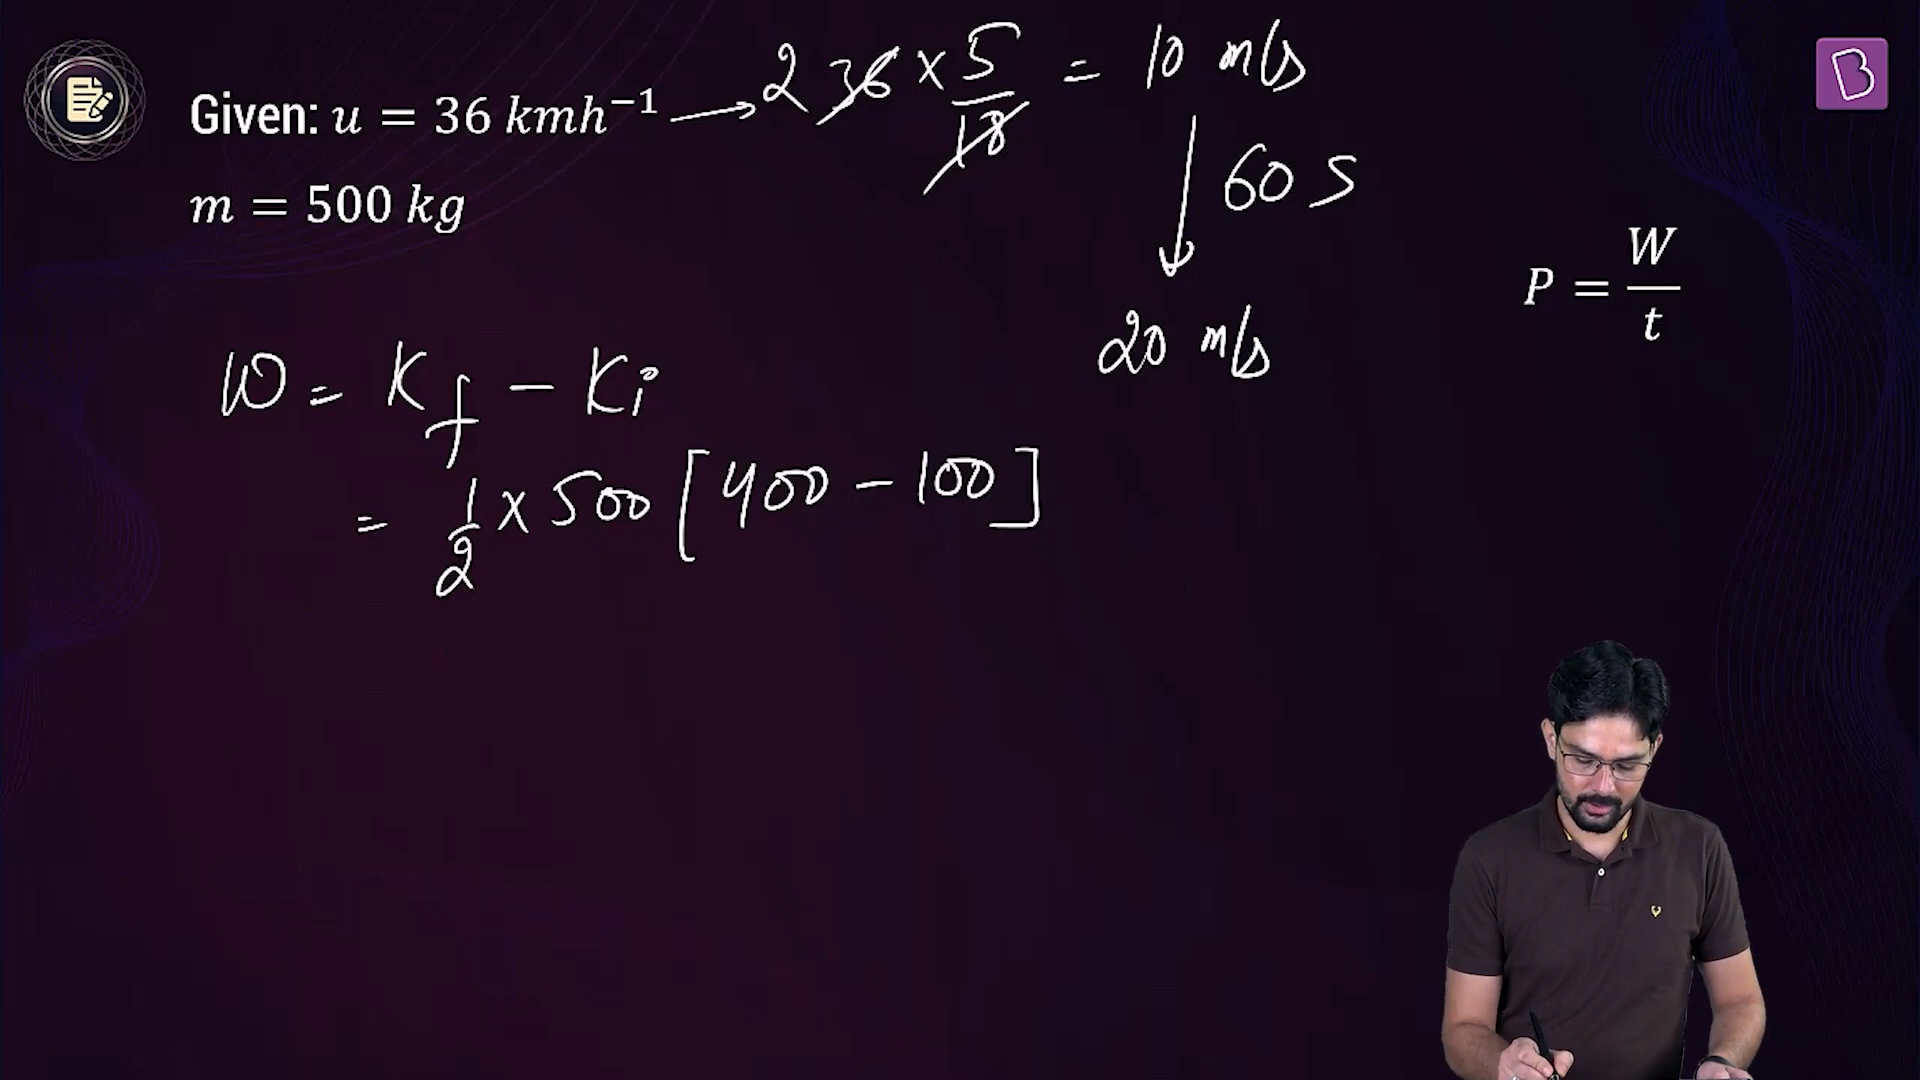 Given: u = 36 kmh⁻¹ → 2 36 × 5/18 = 10 m/s
60 S
m = 500 kg
20 m/s
P = W/t
W = Kf − Ki
= 1/2 × 500 [400 − 100]
B